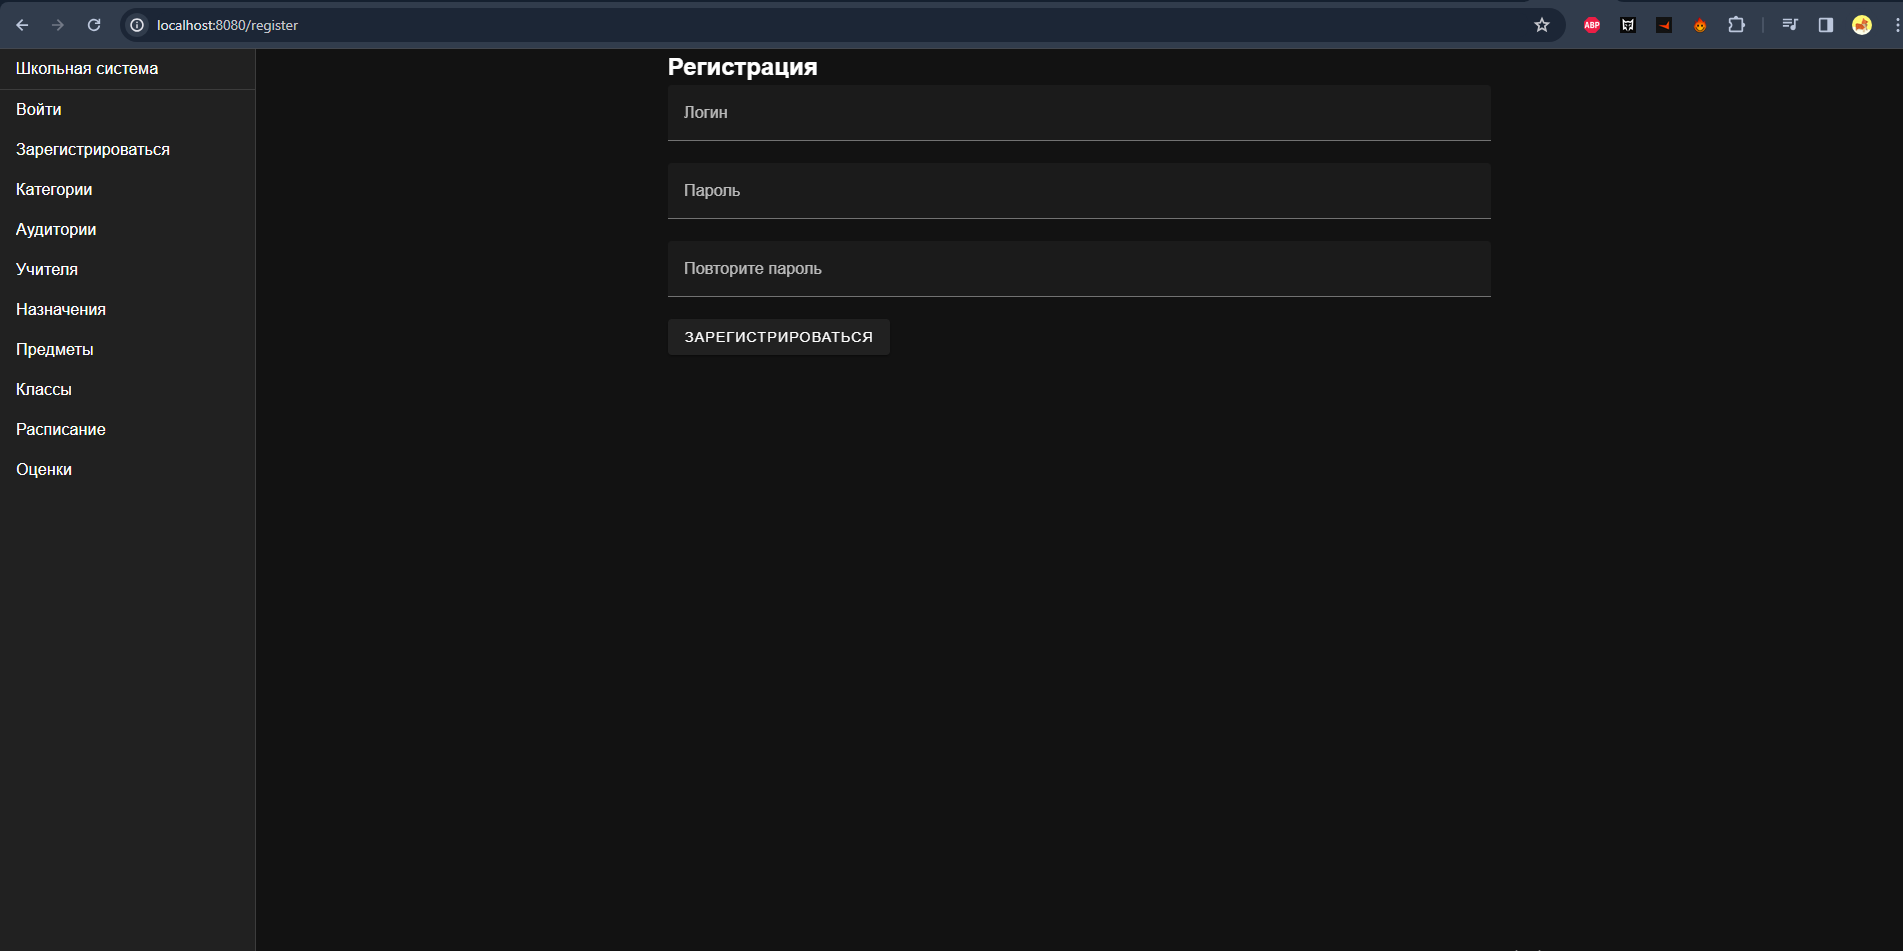 localhost:8080/register
ABP
Школьная система
Войти
Зарегистрироваться
Категории
Аудитории
Учителя
Назначения
Предметы
Классы
Расписание
Оценки
Регистрация
Логин
Пароль
Повторите пароль
ЗАРЕГИСТРИРОВАТЬСЯ